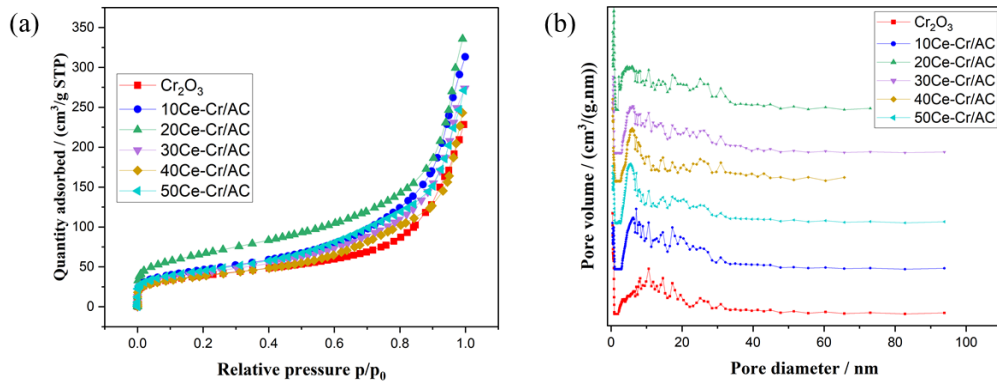 (a)
Quantity adsorbed / (cm³/g STP)
350
300
250
200
150
100
50
0
Cr₂O₃
10Ce-Cr/AC
20Ce-Cr/AC
30Ce-Cr/AC
40Ce-Cr/AC
50Ce-Cr/AC
0.0 0.2 0.4 0.6 0.8 1.0
Relative pressure p/p₀
(b)
Pore volume / (cm³/(g.nm))
Cr₂O₃
10Ce-Cr/AC
20Ce-Cr/AC
30Ce-Cr/AC
40Ce-Cr/AC
50Ce-Cr/AC
0 20 40 60 80 100
Pore diameter / nm